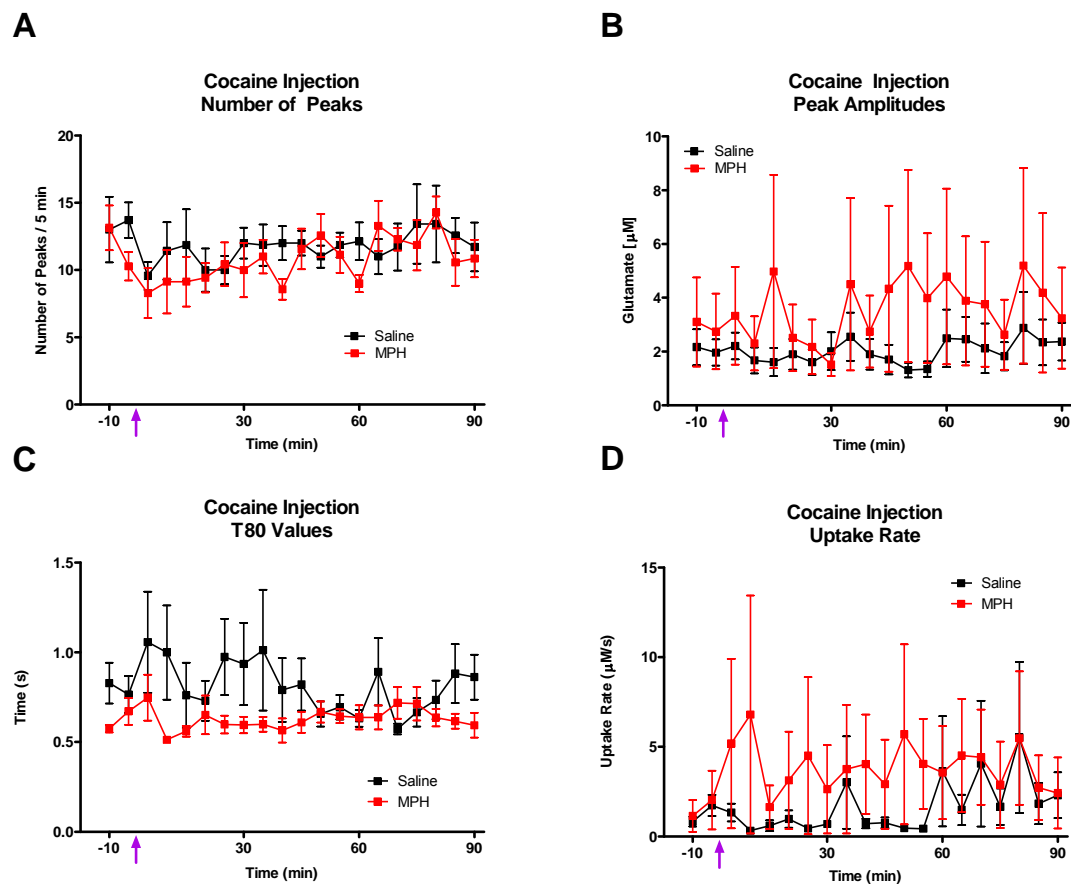 A
Cocaine Injection
Number of Peaks
Number of Peaks / 5 min
20
15
10
5
0
Saline
MPH
-10 30 60 90
Time (min)
B
Cocaine Injection
Peak Amplitudes
Glutamate [μM]
10
8
6
4
2
0
Saline
MPH
-10 30 60 90
Time (min)
C
Cocaine Injection
T80 Values
Time (s)
1.5
1.0
0.5
0.0
Saline
MPH
-10 30 60 90
Time (min)
D
Cocaine Injection
Uptake Rate
Uptake Rate (μM/s)
15
10
5
0
Saline
MPH
-10 30 60 90
Time (min)